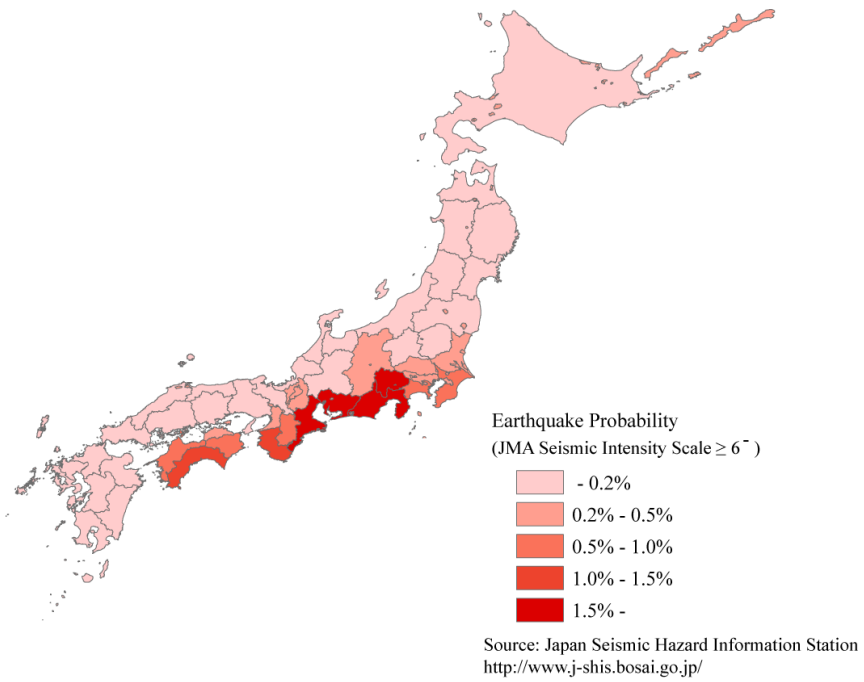 Earthquake Probability
(JMA Seismic Intensity Scale ≥ 6⁻ )
- 0.2%
0.2% - 0.5%
0.5% - 1.0%
1.0% - 1.5%
1.5% -
Source: Japan Seismic Hazard Information Station
http://www.j-shis.bosai.go.jp/